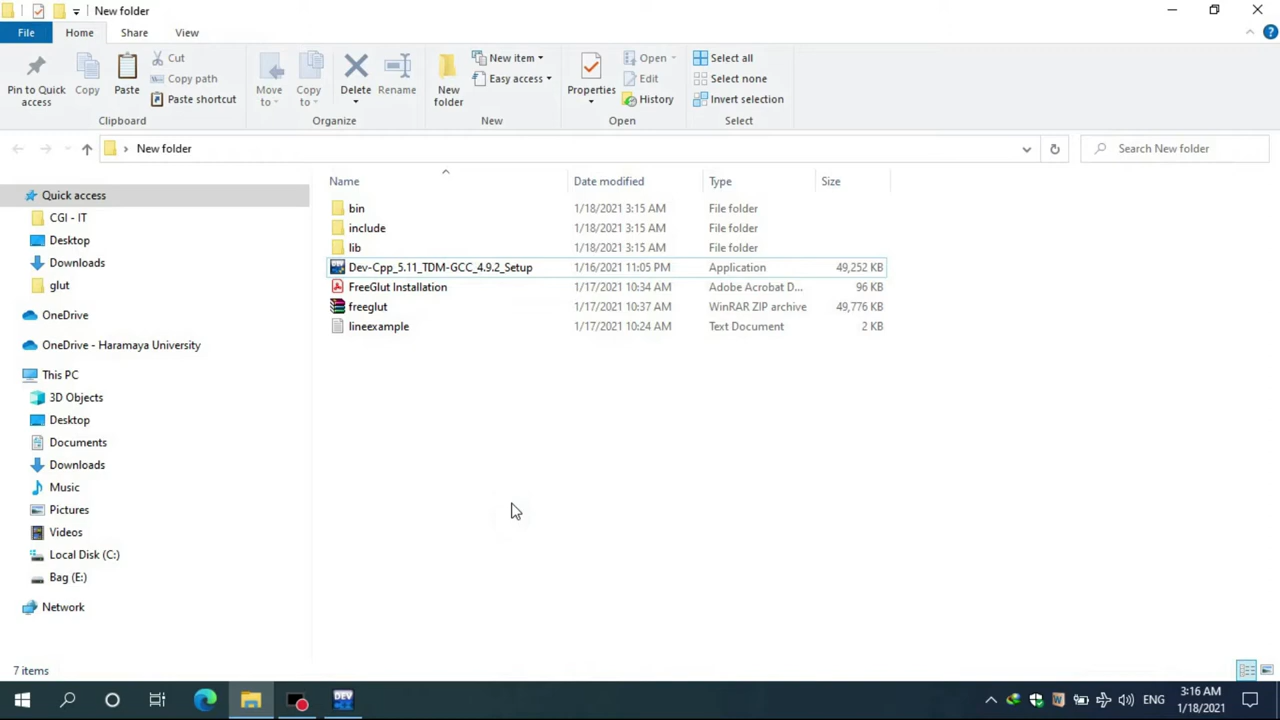 New folder
File Home Share View
Pin to Quick access
Copy
Paste
Cut
Copy path
Paste shortcut
Clipboard
Move to
Copy to
Delete
Rename
Organize
New folder
New item
Easy access
New
Properties
Open
Edit
History
Open
Select all
Select none
Invert selection
Select
New folder
Search New folder
Name Date modified Type Size
bin 1/18/2021 3:15 AM File folder
include 1/18/2021 3:15 AM File folder
lib 1/18/2021 3:15 AM File folder
Dev-Cpp_5.11_TDM-GCC_4.9.2_Setup 1/16/2021 11:05 PM Application 49,252 KB
FreeGlut Installation 1/17/2021 10:34 AM Adobe Acrobat D... 96 KB
freeglut 1/17/2021 10:37 AM WinRAR ZIP archive 49,776 KB
lineexample 1/17/2021 10:24 AM Text Document 2 KB
Quick access
CGI - IT
Desktop
Downloads
glut
OneDrive
OneDrive - Haramaya University
This PC
3D Objects
Desktop
Documents
Downloads
Music
Pictures
Videos
Local Disk (C:)
Bag (E:)
Network
7 items
DEV
ENG
3:16 AM
1/18/2021